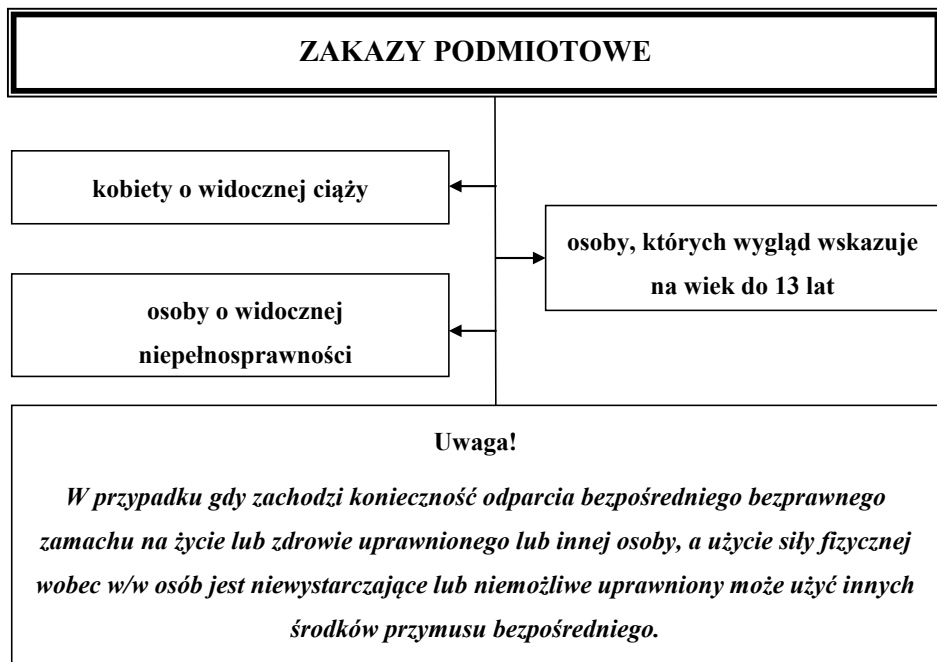 ZAKAZY PODMIOTOWE
kobiety o widocznej ciąży
osoby, których wygląd wskazuje
na wiek do 13 lat
osoby o widocznej
niepełnosprawności
Uwaga!
W przypadku gdy zachodzi konieczność odparcia bezpośredniego bezprawnego
zamachu na życie lub zdrowie uprawnionego lub innej osoby, a użycie siły fizycznej
wobec w/w osób jest niewystarczające lub niemożliwe uprawniony może użyć innych
środków przymusu bezpośredniego.